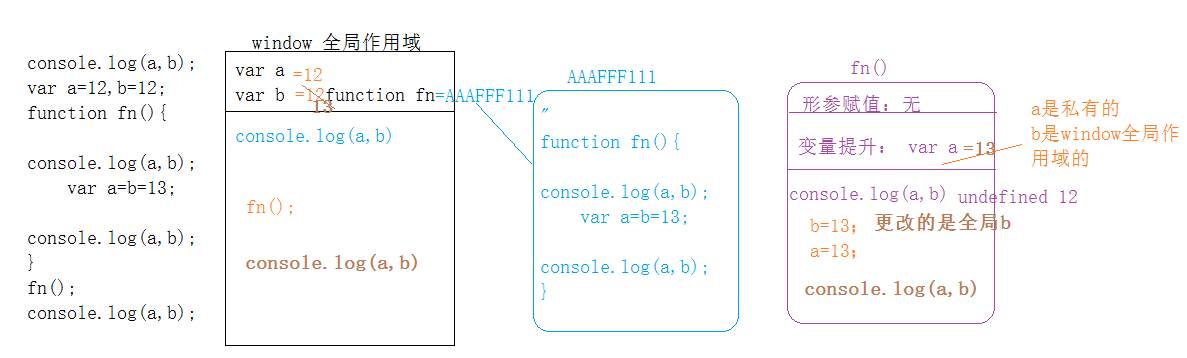 console.log(a,b);
var a=12,b=12;
function fn(){
console.log(a,b);
var a=b=13;
console.log(a,b);
}
fn();
console.log(a,b);
window 全局作用域
var a =12
var b =12 function fn=AAAFFF111
13
console.log(a,b)
fn();
console.log(a,b)
AAAFFF111
"
function fn(){
console.log(a,b);
var a=b=13;
console.log(a,b);
}
fn()
形参赋值：无
变量提升： var a =13
console.log(a,b) undefined 12
b=13； 更改的是全局b
a=13；
console.log(a,b)
a是私有的
b是window全局作
用域的